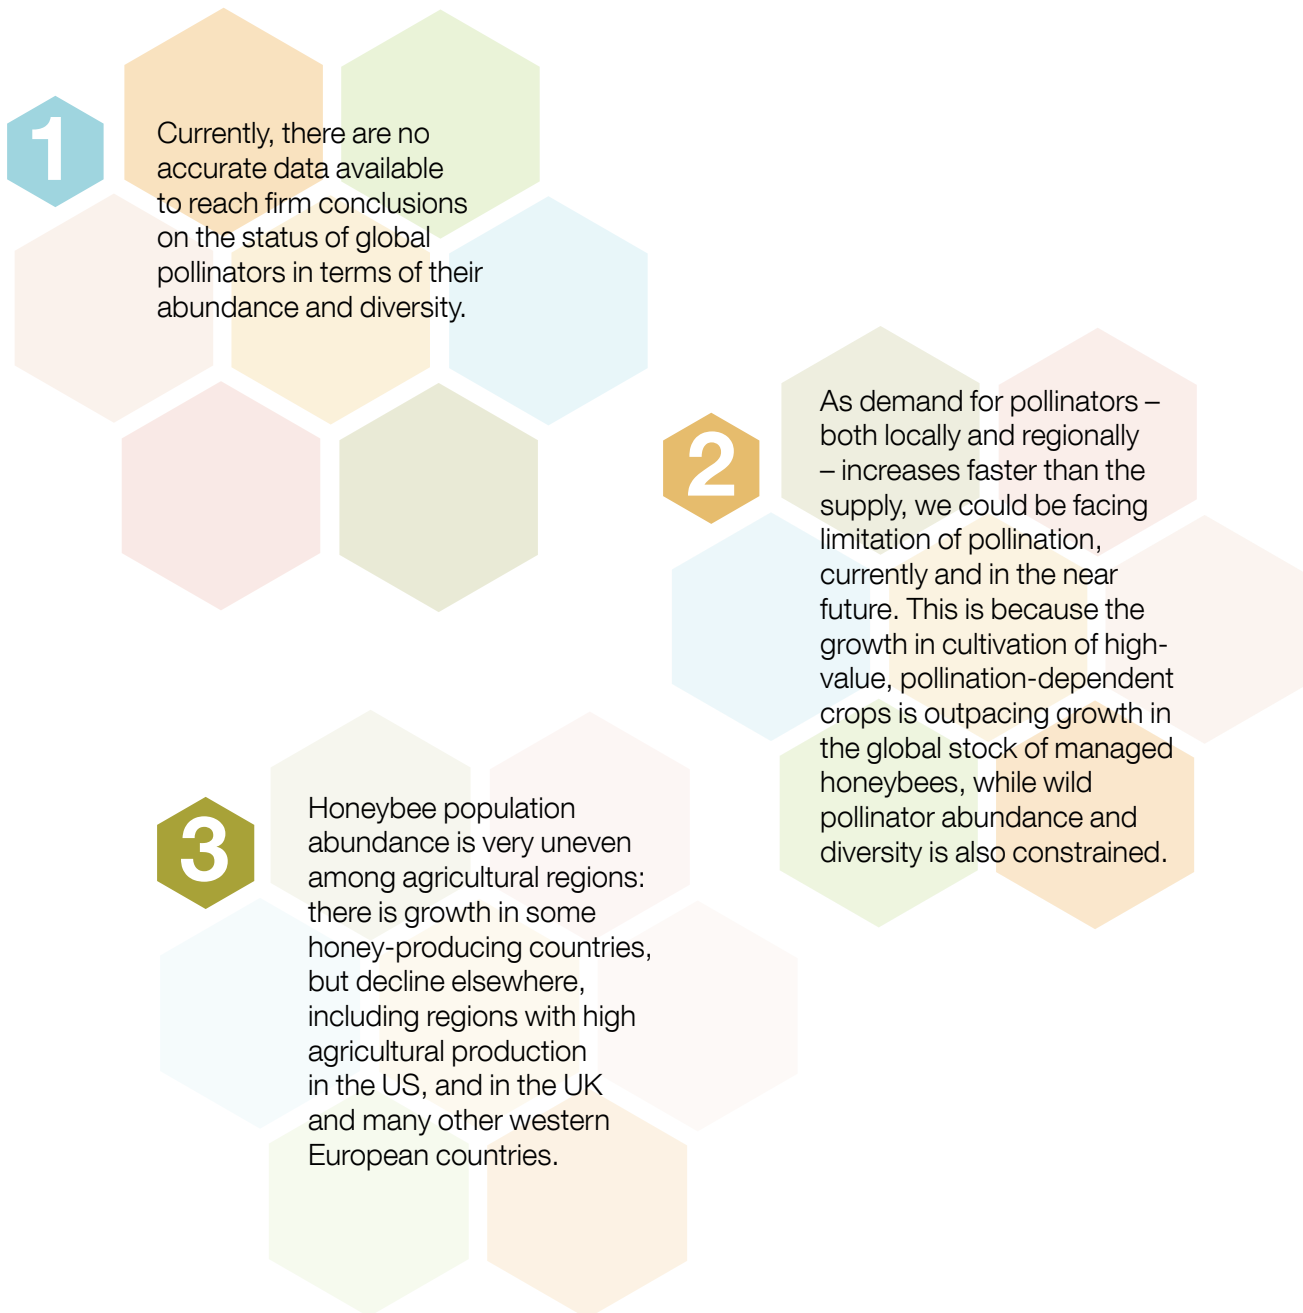 1
Currently, there are no
accurate data available
to reach firm conclusions
on the status of global
pollinators in terms of their
abundance and diversity.
2
As demand for pollinators –
both locally and regionally
– increases faster than the
supply, we could be facing
limitation of pollination,
currently and in the near
future. This is because the
growth in cultivation of high-
value, pollination-dependent
crops is outpacing growth in
the global stock of managed
honeybees, while wild
pollinator abundance and
diversity is also constrained.
3
Honeybee population
abundance is very uneven
among agricultural regions:
there is growth in some
honey-producing countries,
but decline elsewhere,
including regions with high
agricultural production
in the US, and in the UK
and many other western
European countries.